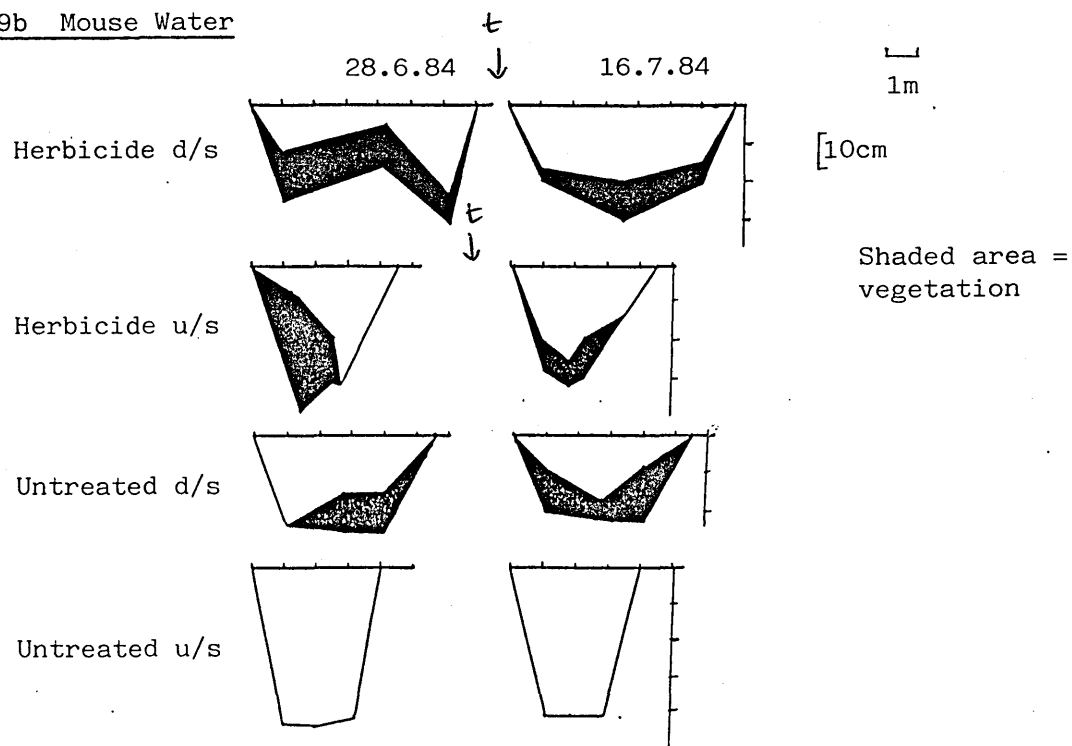 9b Mouse Water
t
28.6.84 16.7.84
1m
Herbicide d/s
[10cm
t
Shaded area =
vegetation
Herbicide u/s
Untreated d/s
Untreated u/s